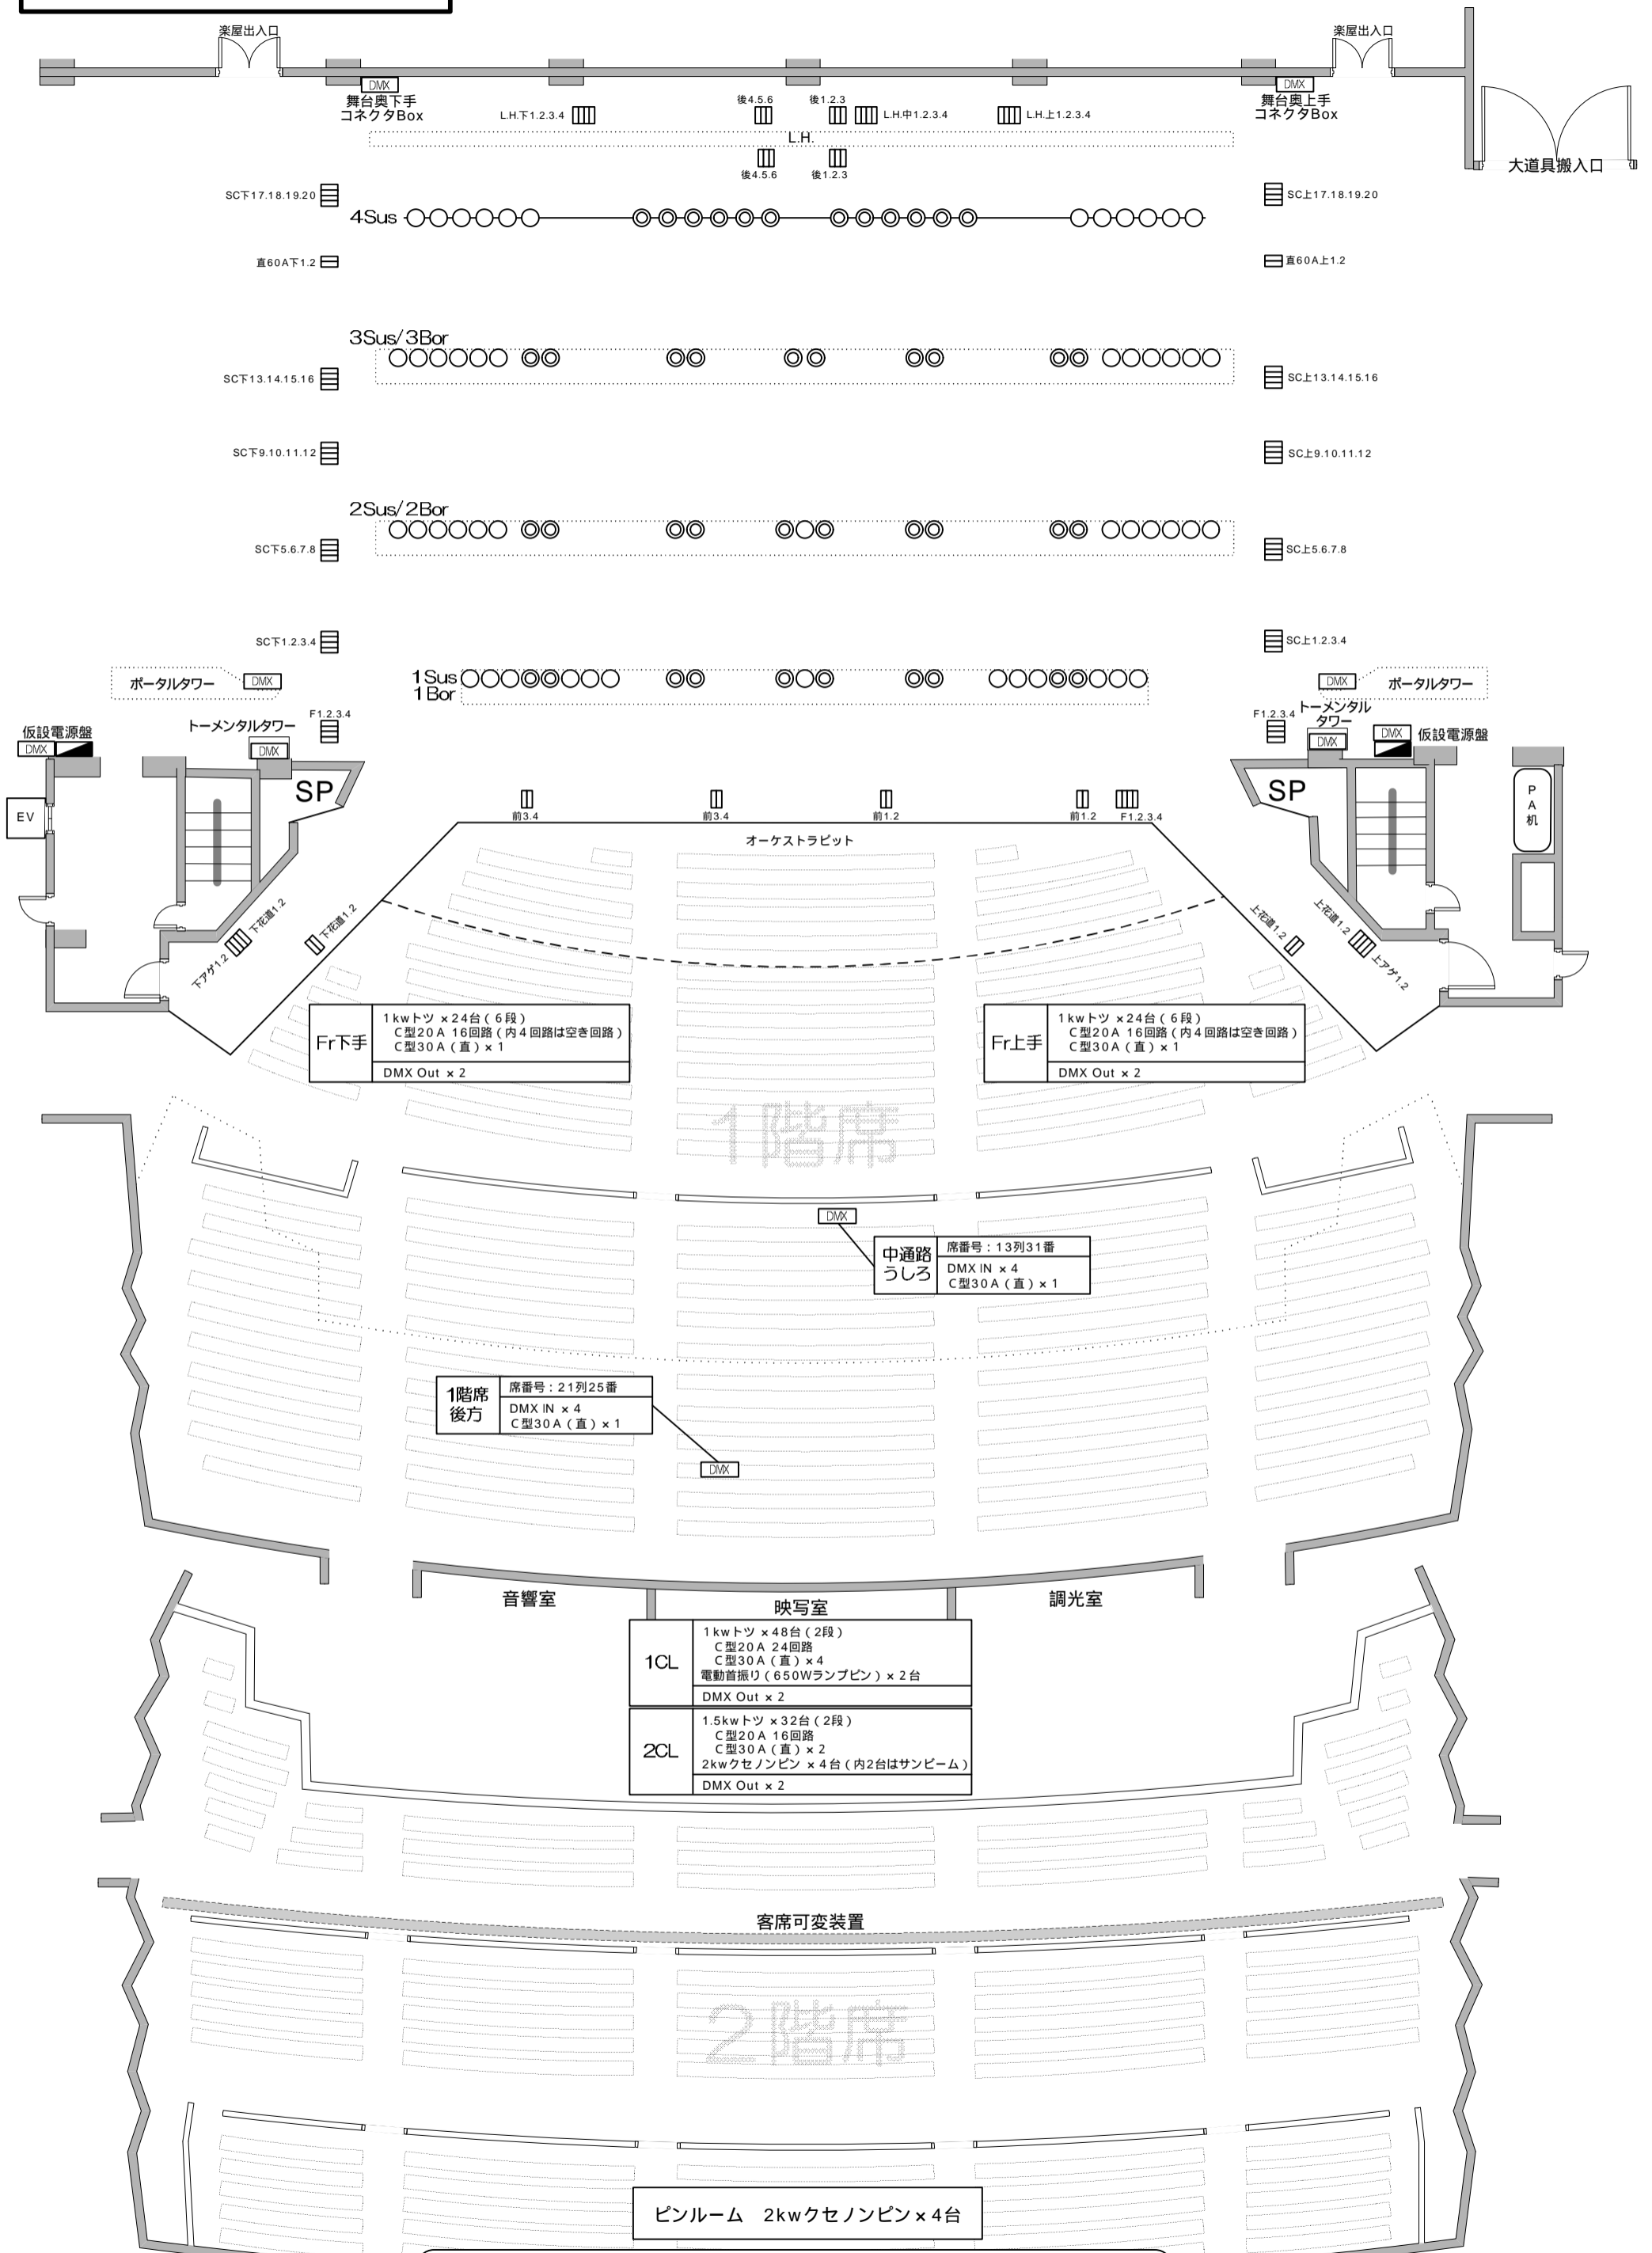 楽屋出入口
楽屋出入口
DMX
舞台奥下手
コネクタBox
DMX
舞台奥上手
コネクタBox
大道具搬入口
L.H.下1.2.3.4
後4.5.6
後1.2.3
L.H.中1.2.3.4
L.H.上1.2.3.4
L.H.
後4.5.6
後1.2.3
SC下17.18.19.20
SC上17.18.19.20
4Sus
直60A下1.2
直60A上1.2
3Sus/3Bor
SC下13.14.15.16
SC上13.14.15.16
SC下9.10.11.12
SC上9.10.11.12
2Sus/2Bor
SC下5.6.7.8
SC上5.6.7.8
SC下1.2.3.4
SC上1.2.3.4
1Sus
1Bor
ポータルタワー
DMX
DMX
ポータルタワー
F1.2.3.4
F1.2.3.4
トーメンタルタワー
DMX
トーメンタル
タワー
DMX
仮設電源盤
DMX
DMX
仮設電源盤
SP
SP
EV
PA机
前3.4
前3.4
前1.2
前1.2
F1.2.3.4
オーケストラピット
下花道1.2
下アゲ1.2
下花道1.2
上花道1.2
上花道1.2
上アゲ1.2
Fr下手
1kwトツ×24台（6段）
C型20A 16回路（内4回路は空き回路）
C型30A（直）×1
DMX Out × 2
Fr上手
1kwトツ×24台（6段）
C型20A 16回路（内4回路は空き回路）
C型30A（直）×1
DMX Out × 2
1階席
DMX
中通路
うしろ
席番号：13列31番
DMX IN ×4
C型30A（直）×1
1階席
後方
席番号：21列25番
DMX IN ×4
C型30A（直）×1
DMX
音響室
映写室
調光室
1CL
1kwトツ×48台（2段）
C型20A 24回路
C型30A（直）×4
電動首振り（650Wランプピン）×2台
DMX Out × 2
2CL
1.5kwトツ×32台（2段）
C型20A 16回路
C型30A（直）×2
2kwクセノンピン×4台（内2台はサンビーム）
DMX Out × 2
客席可変装置
2階席
ピンルーム　2kwクセノンピン×4台